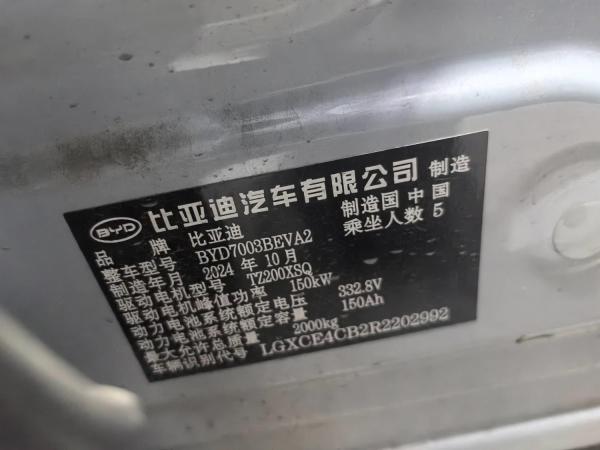 BYD 比亚迪汽车有限公司 制造
品 牌 比亚迪 制造国 中国
整车型号 BYD7003BEVA2 乘坐人数 5
制造年月 2024 年 10 月
驱动电机型号 TZ200XSQ
驱动电机峰值功率 150kW
动力电池系统额定电压 332.8V
动力电池系统额定容量 150Ah
最大允许总质量 2000kg
车辆识别代号 LGXCE4CB2R2202992